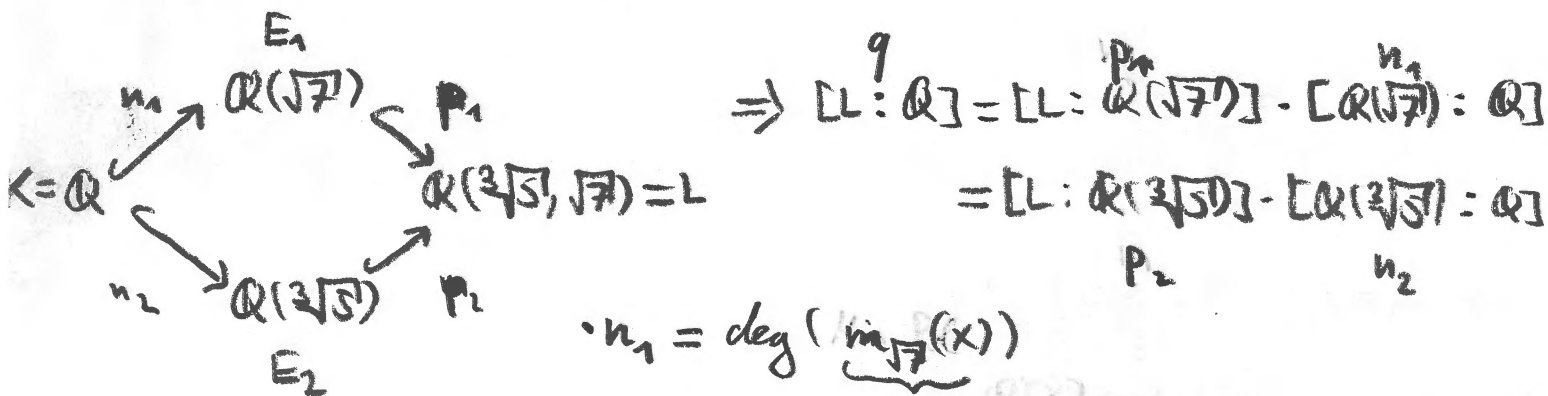 E₁
n₁ ℚ(√7) p₁ q p₁ n₁
⇒ [L : ℚ] = [L : ℚ(√7)] · [ℚ(√7) : ℚ]
K = ℚ ℚ(∛5, √7) = L = [L : ℚ(∛5)] · [ℚ(∛5) : ℚ]
n₂ ℚ(∛5) p₂ p₂ n₂
E₂ · n₁ = deg ( m_√7 (x))